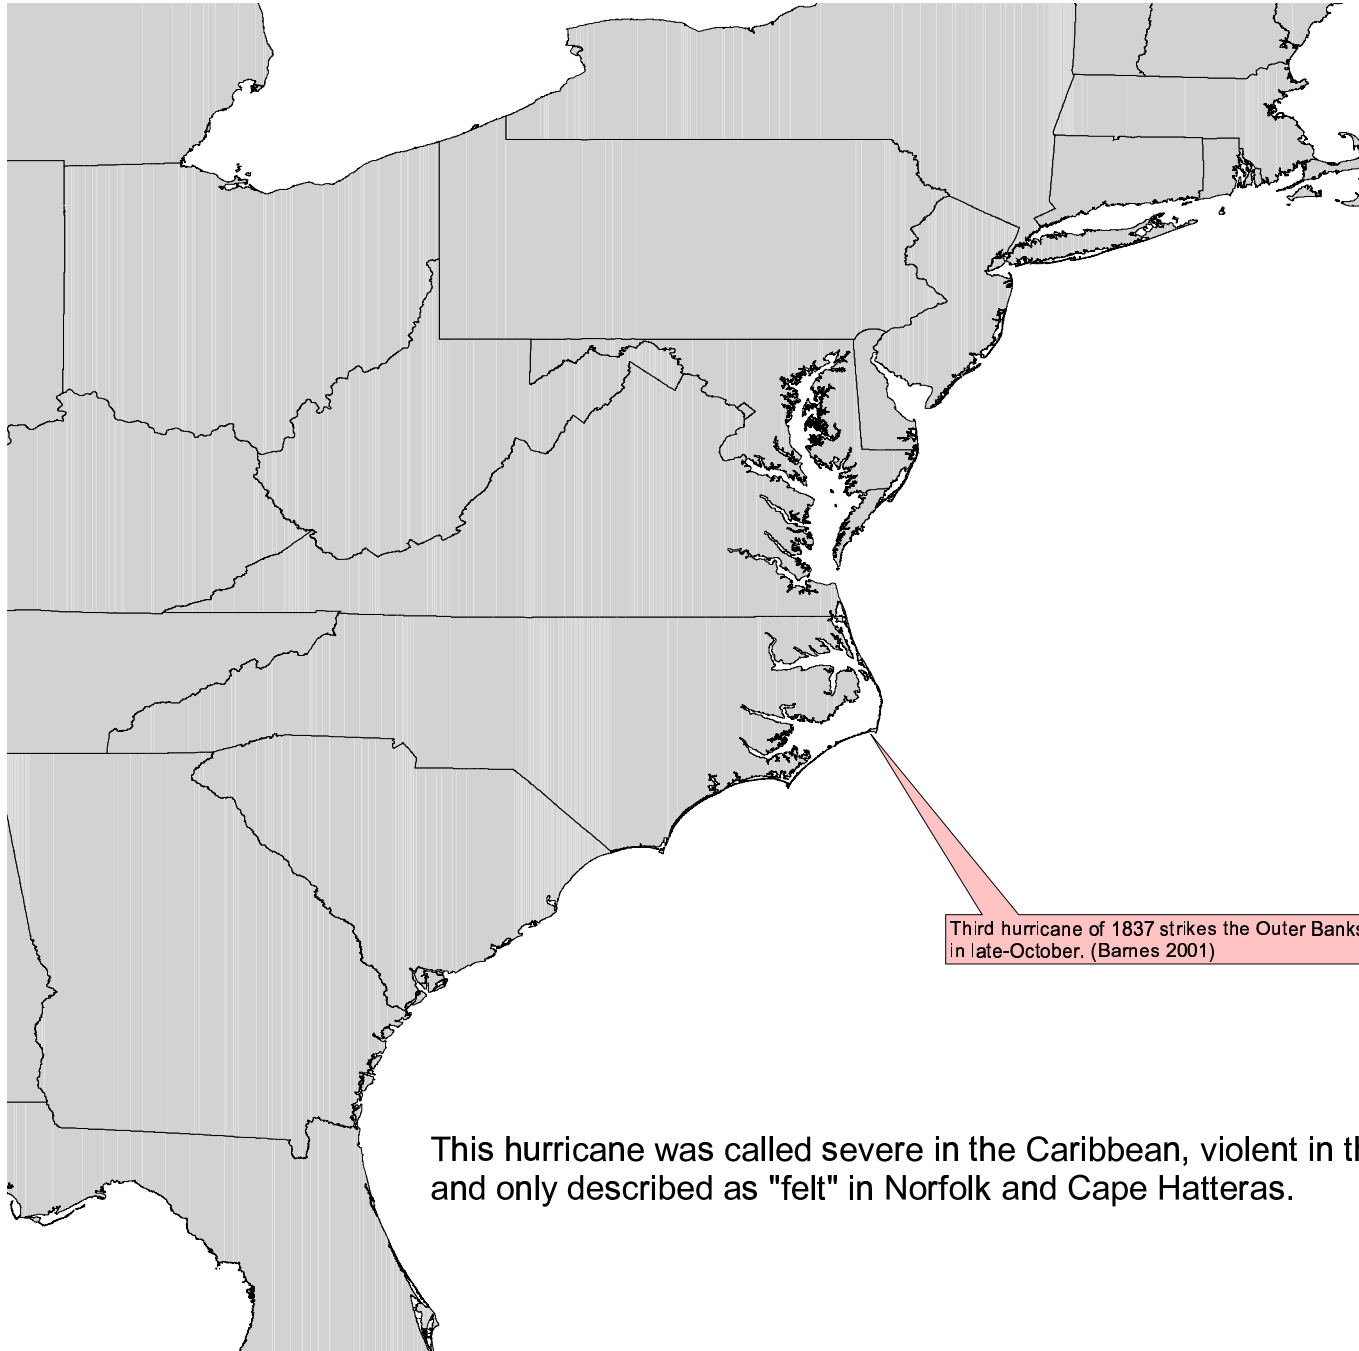 Third hurricane of 1837 strikes the Outer Banks
in late-October. (Barnes 2001)
This hurricane was called severe in the Caribbean, violent in
and only described as "felt" in Norfolk and Cape Hatteras.